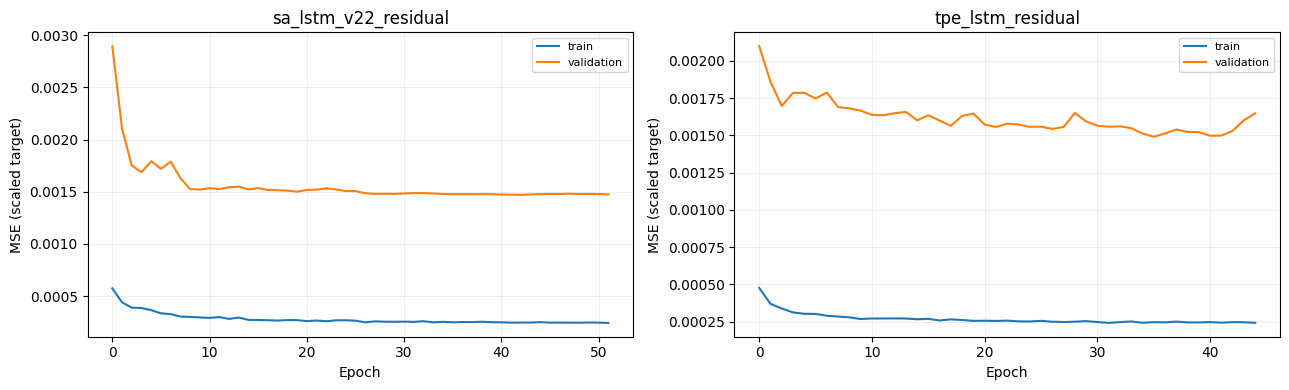 sa_lstm_v22_residual
MSE (scaled target)
0.0030
0.0025
0.0020
0.0015
0.0010
0.0005
train
validation
0
10
20
30
40
50
Epoch
tpe_lstm_residual
MSE (scaled target)
0.00200
0.00175
0.00150
0.00125
0.00100
0.00075
0.00050
0.00025
train
validation
0
10
20
30
40
Epoch